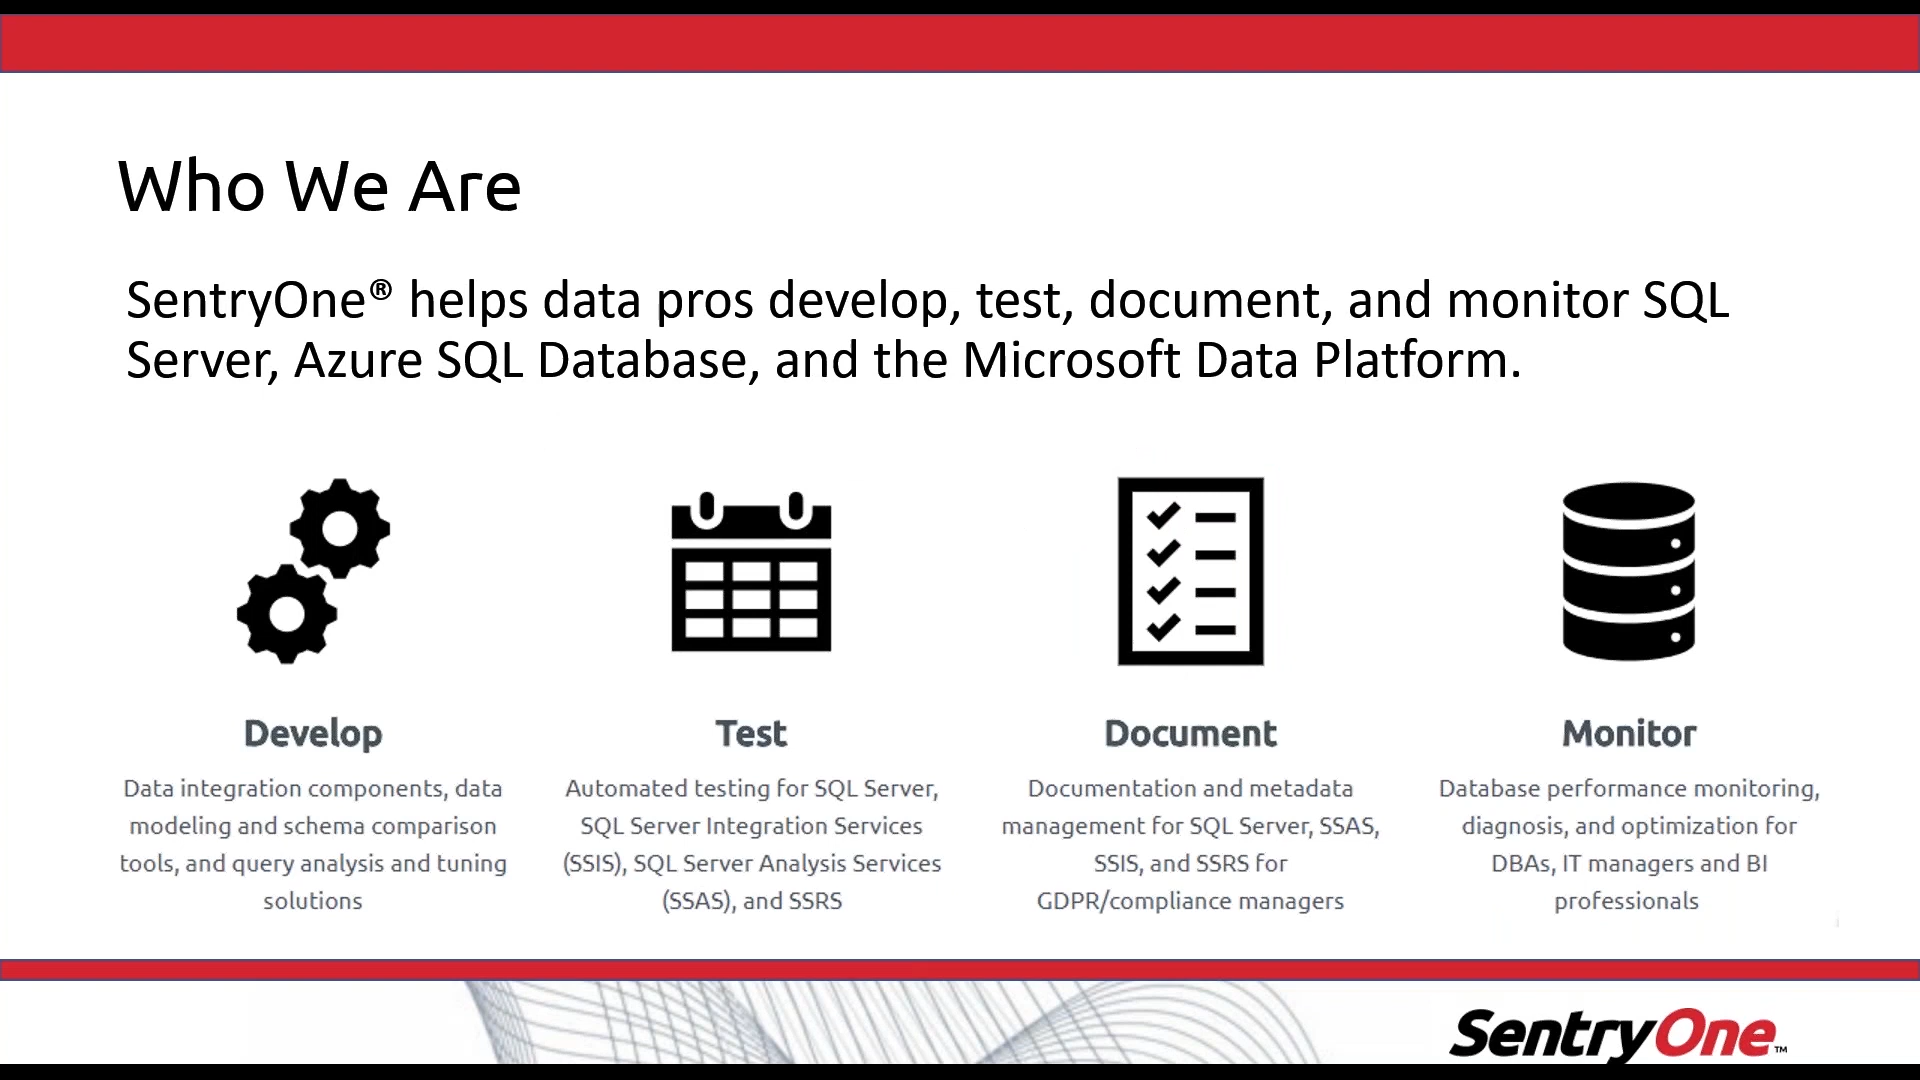 Who We Are
SentryOne® helps data pros develop, test, document, and monitor SQL
Server, Azure SQL Database, and the Microsoft Data Platform.
Develop
Data integration components, data
modeling and schema comparison
tools, and query analysis and tuning
solutions
Test
Automated testing for SQL Server,
SQL Server Integration Services
(SSIS), SQL Server Analysis Services
(SSAS), and SSRS
Document
Documentation and metadata
management for SQL Server, SSAS,
SSIS, and SSRS for
GDPR/compliance managers
Monitor
Database performance monitoring,
diagnosis, and optimization for
DBAs, IT managers and BI
professionals
SentryOne™